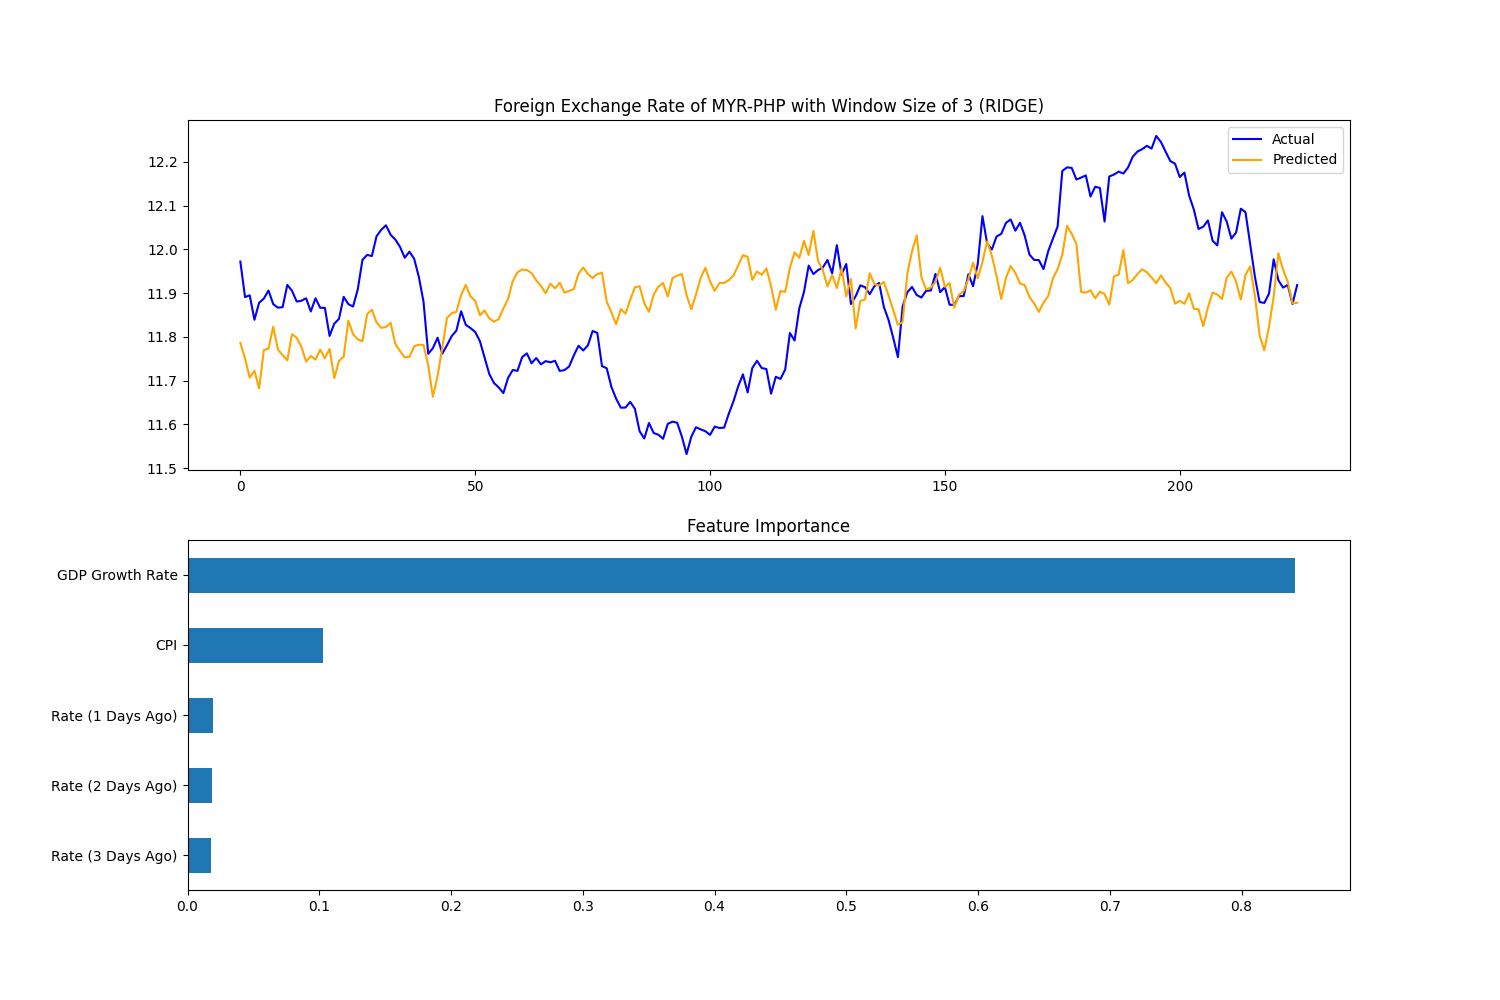 Foreign Exchange Rate of MYR-PHP with Window Size of 3 (RIDGE)
Actual
Predicted
12.2
12.1
12.0
11.9
11.8
11.7
11.6
11.5
0 50 100 150 200
Feature Importance
GDP Growth Rate
CPI
Rate (1 Days Ago)
Rate (2 Days Ago)
Rate (3 Days Ago)
0.0 0.1 0.2 0.3 0.4 0.5 0.6 0.7 0.8